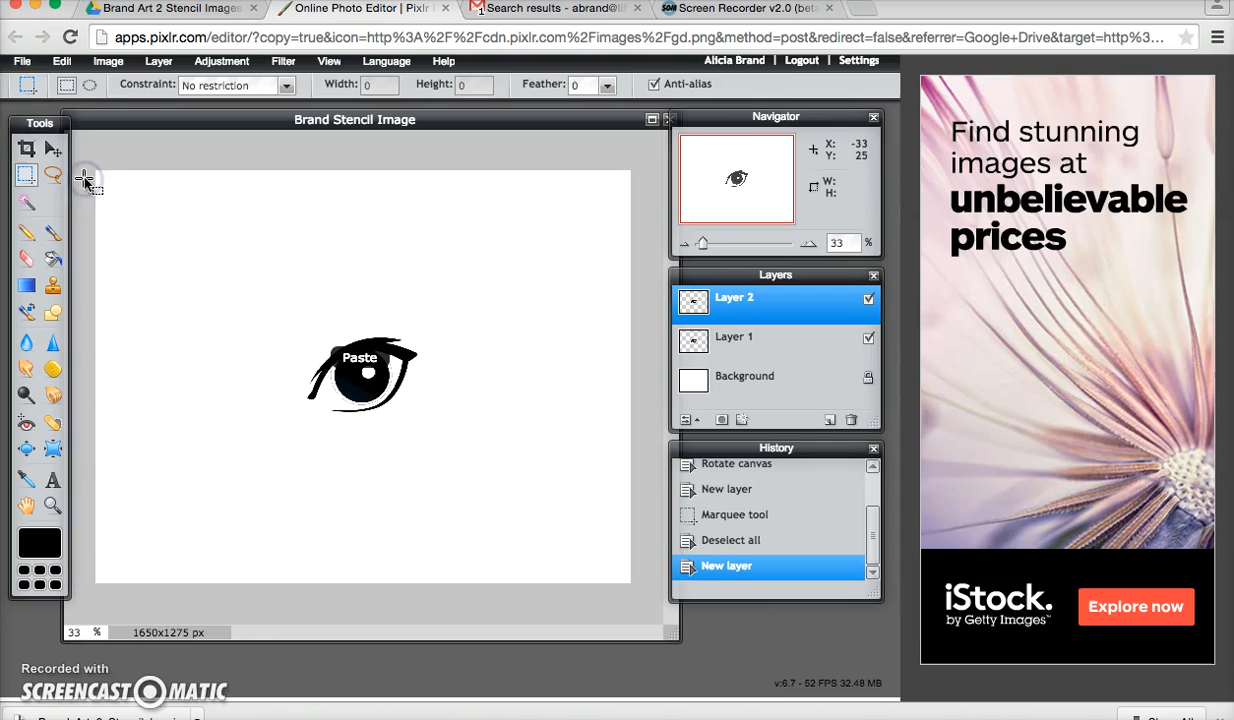 Brand Art 2 Stencil Images
Online Photo Editor | Pixlr
Search results - abrand@li
Screen Recorder v2.0 (beta
apps.pixlr.com/editor/?copy=true&icon=http%3A%2F%2Fcdn.pixlr.com%2Fimages%2Fgd.png&method=post&redirect=false&referrer=Google+Drive&target=http%3...
File Edit Image Layer Adjustment Filter View Language Help Alicia Brand Logout Settings
Constraint: No restriction Width: 0 Height: 0 Feather: 0 Anti-alias
Tools
Brand Stencil Image
Paste
33 % 1650x1275 px
Navigator
X: -33
Y: 25
W:
H:
33 %
Layers
Layer 2
Layer 1
Background
History
Rotate canvas
New layer
Marquee tool
Deselect all
New layer
v:6.7 - 52 FPS 32.48 MB
Find stunning
images at
unbelievable
prices
iStock.
by Getty Images™
Explore now
Recorded with
SCREENCAST MATIC